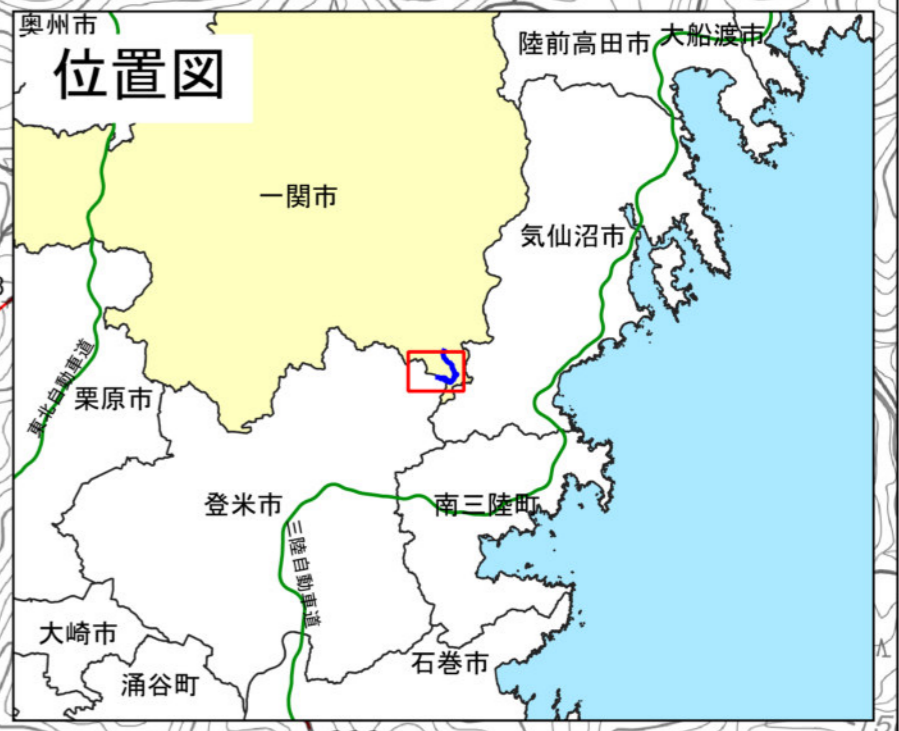 奥州市
位置図
陸前高田市
大船渡市
一関市
気仙沼市
東北自動車道
栗原市
登米市
南三陸町
三陸自動車道
大崎市
涌谷町
石巻市